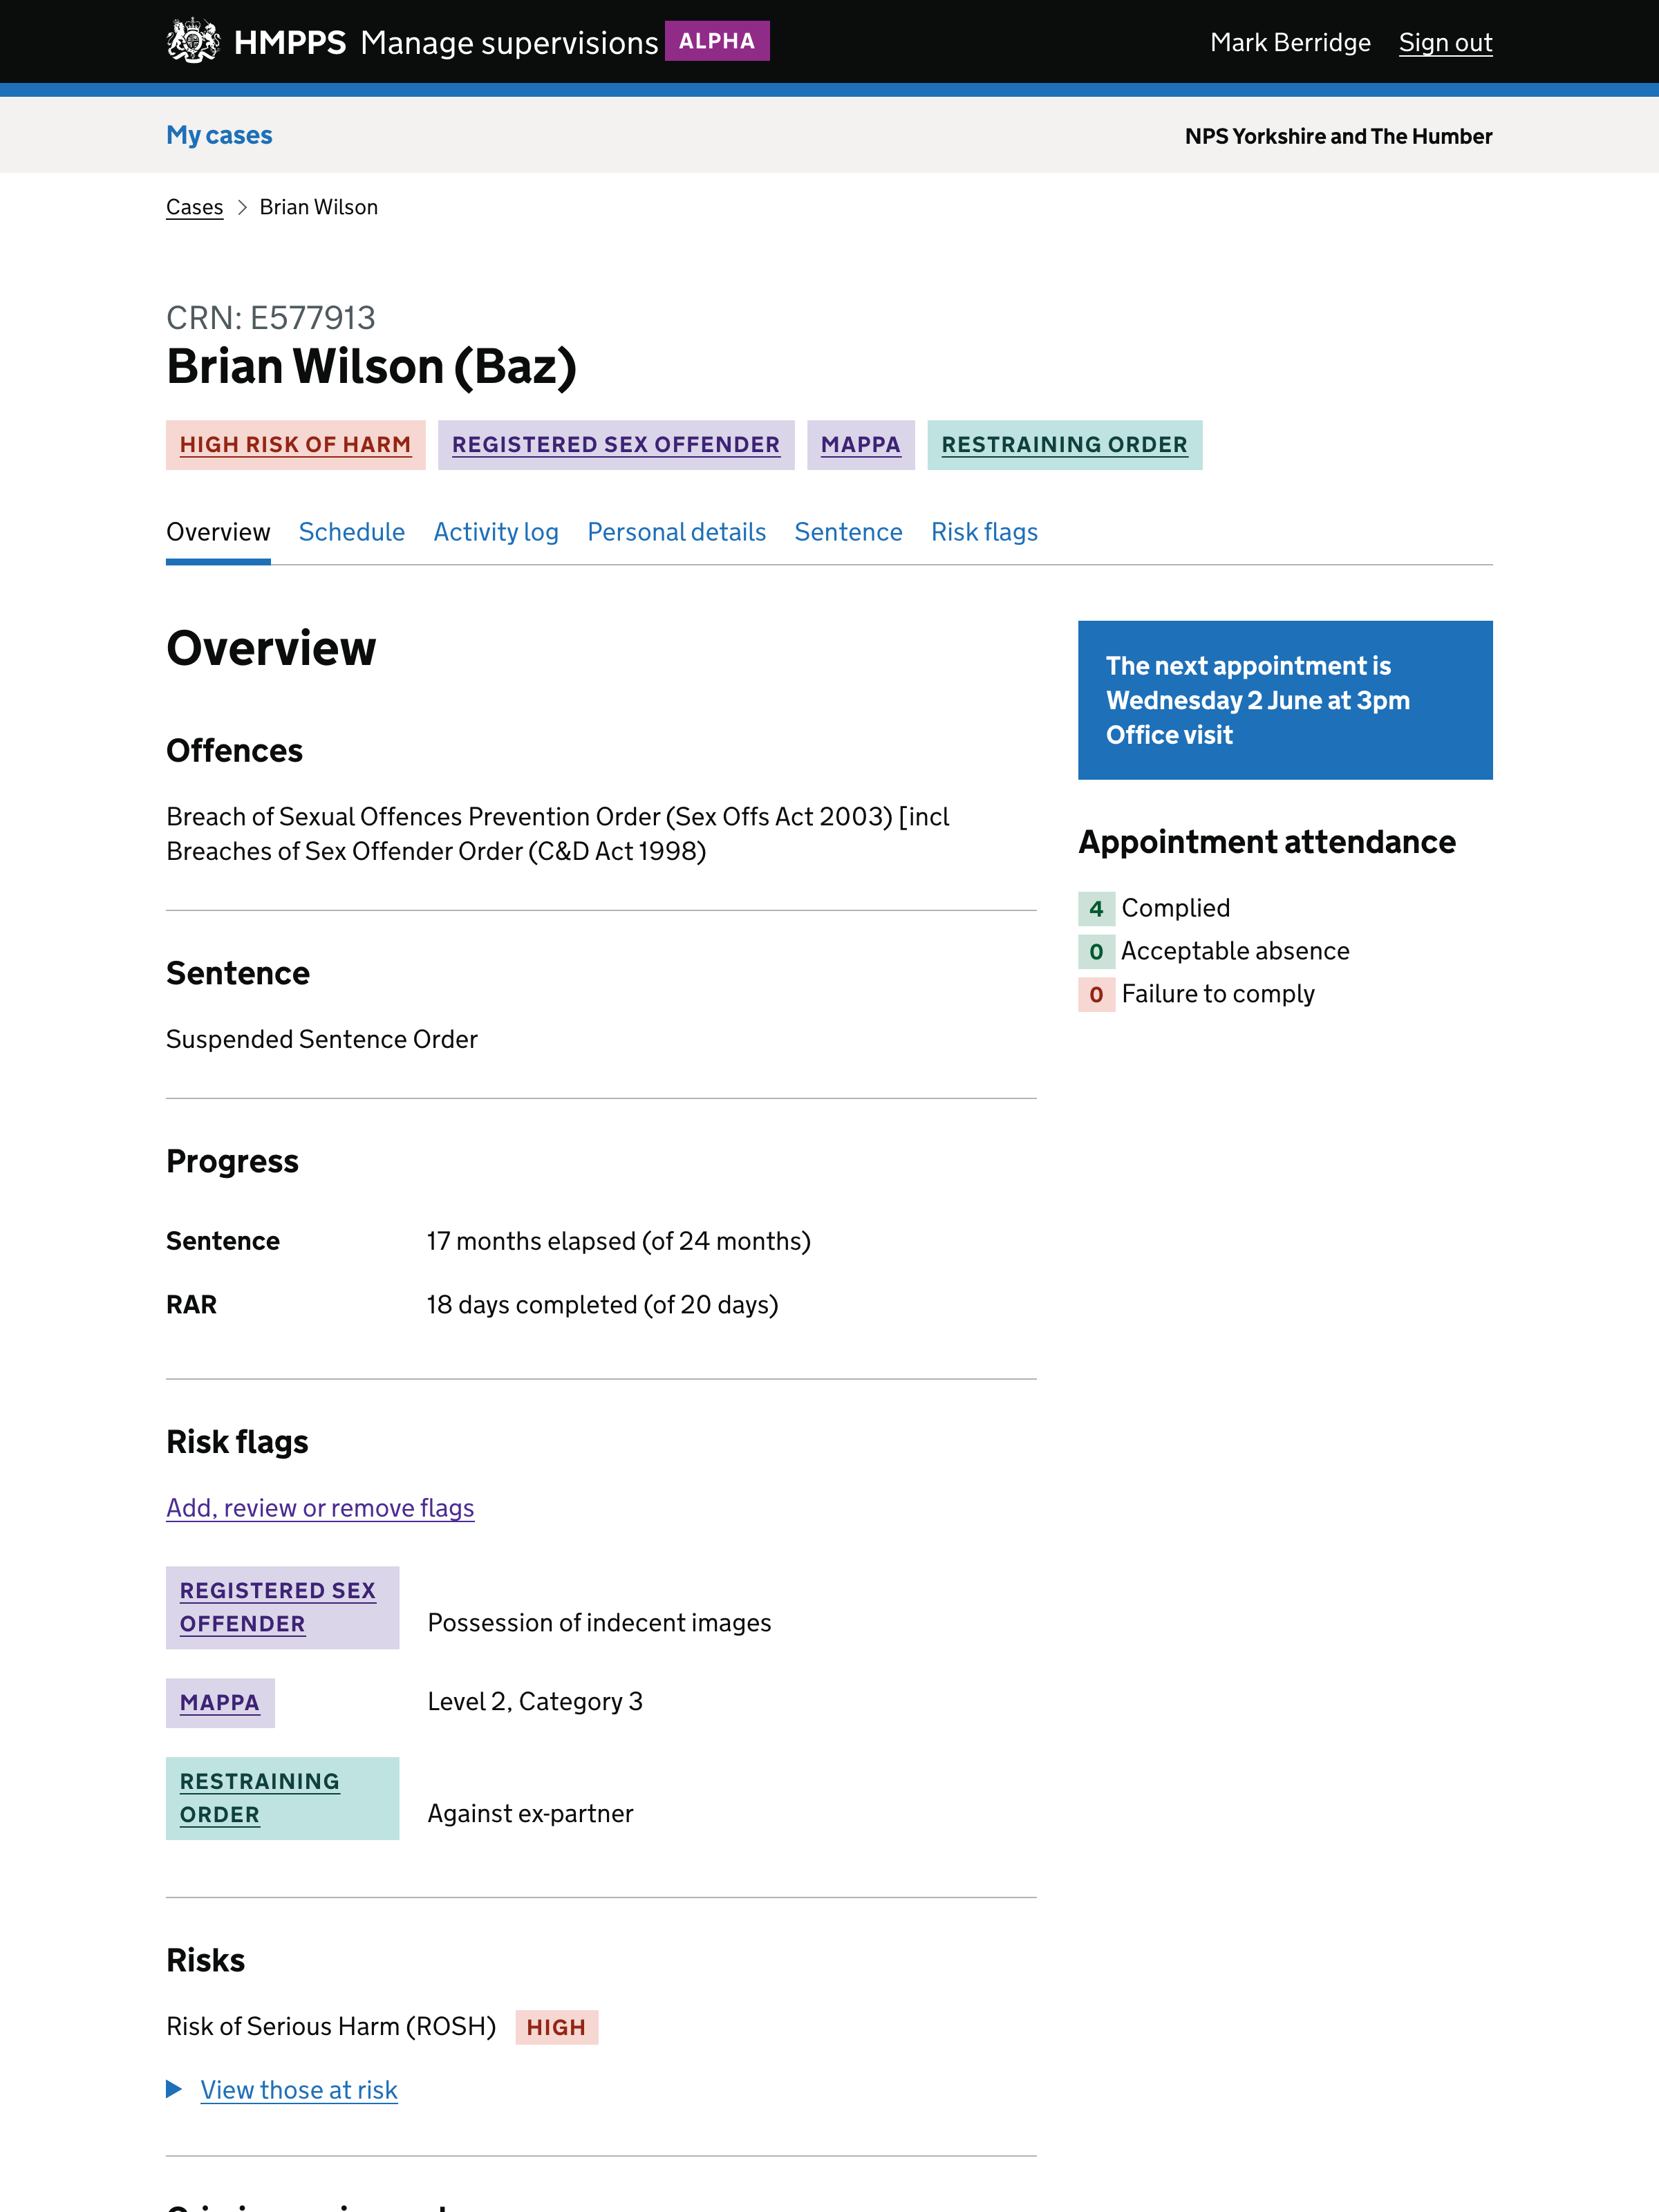 HMPPS Manage supervisions ALPHA
Mark Berridge Sign out
My cases
NPS Yorkshire and The Humber
Cases > Brian Wilson
CRN: E577913
Brian Wilson (Baz)
HIGH RISK OF HARM REGISTERED SEX OFFENDER MAPPA RESTRAINING ORDER
Overview Schedule Activity log Personal details Sentence Risk flags
Overview
Offences
Breach of Sexual Offences Prevention Order (Sex Offs Act 2003) [incl
Breaches of Sex Offender Order (C&D Act 1998)
Sentence
Suspended Sentence Order
Progress
Sentence 17 months elapsed (of 24 months)
RAR 18 days completed (of 20 days)
Risk flags
Add, review or remove flags
REGISTERED SEX
OFFENDER Possession of indecent images
MAPPA Level 2, Category 3
RESTRAINING
ORDER Against ex-partner
Risks
Risk of Serious Harm (ROSH) HIGH
View those at risk
The next appointment is
Wednesday 2 June at 3pm
Office visit
Appointment attendance
4 Complied
0 Acceptable absence
0 Failure to comply